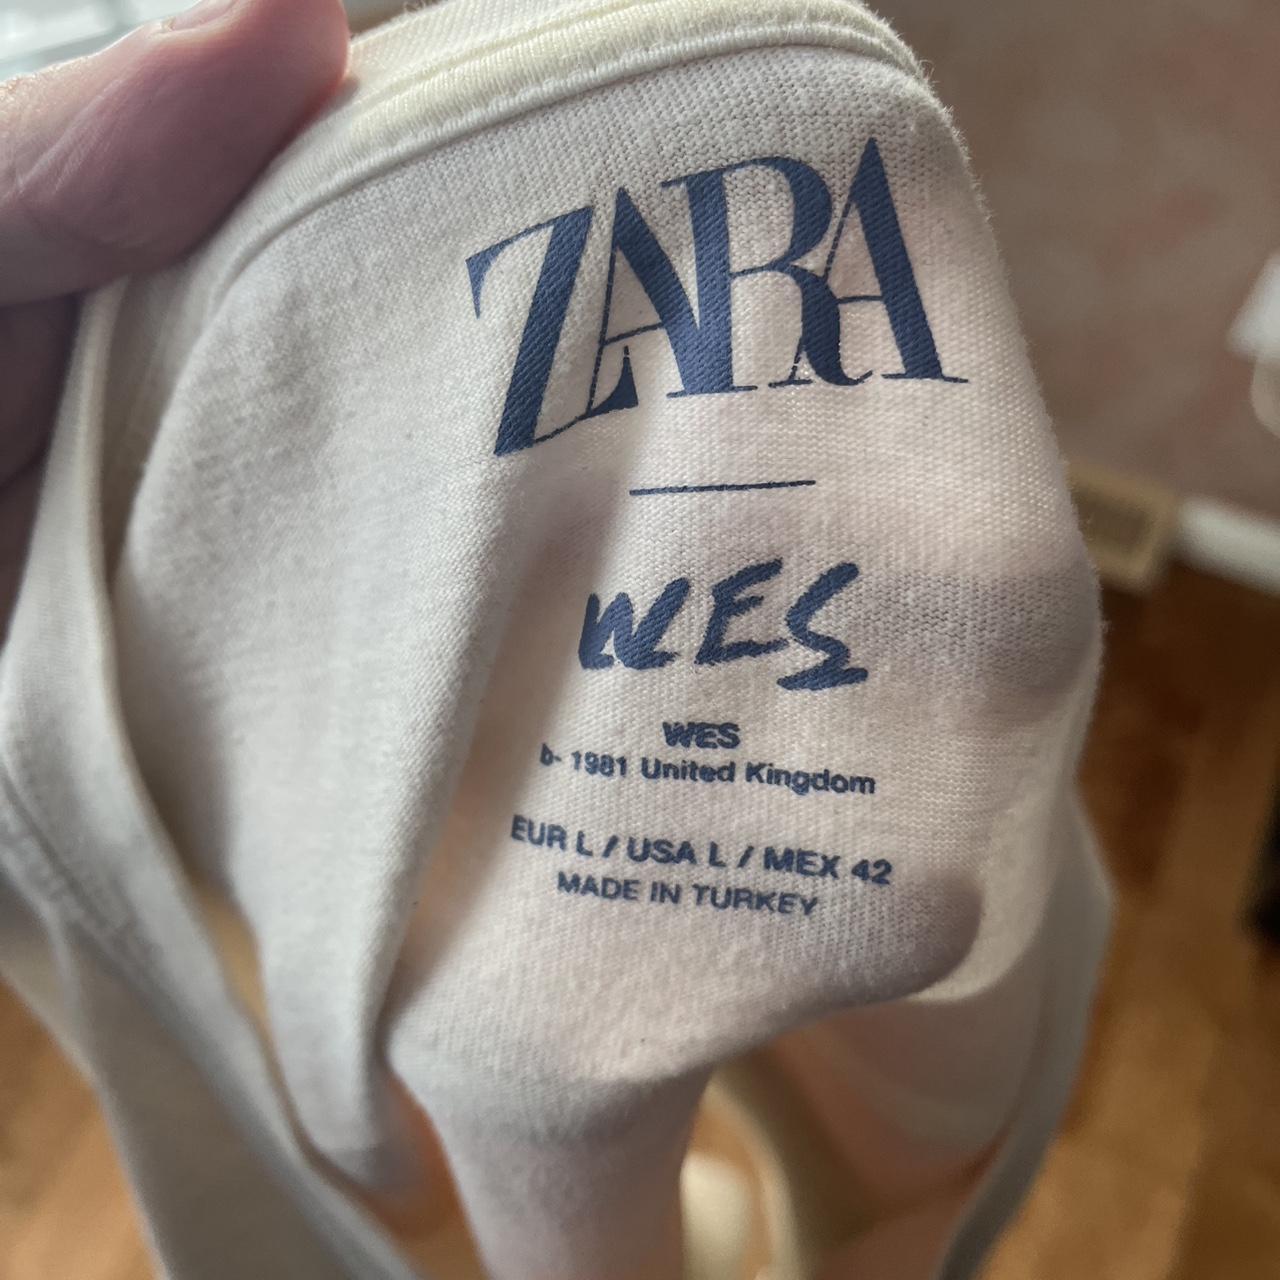 ZARA
WES
WES
b- 1981 United Kingdom
EUR L / USA L / MEX 42
MADE IN TURKEY